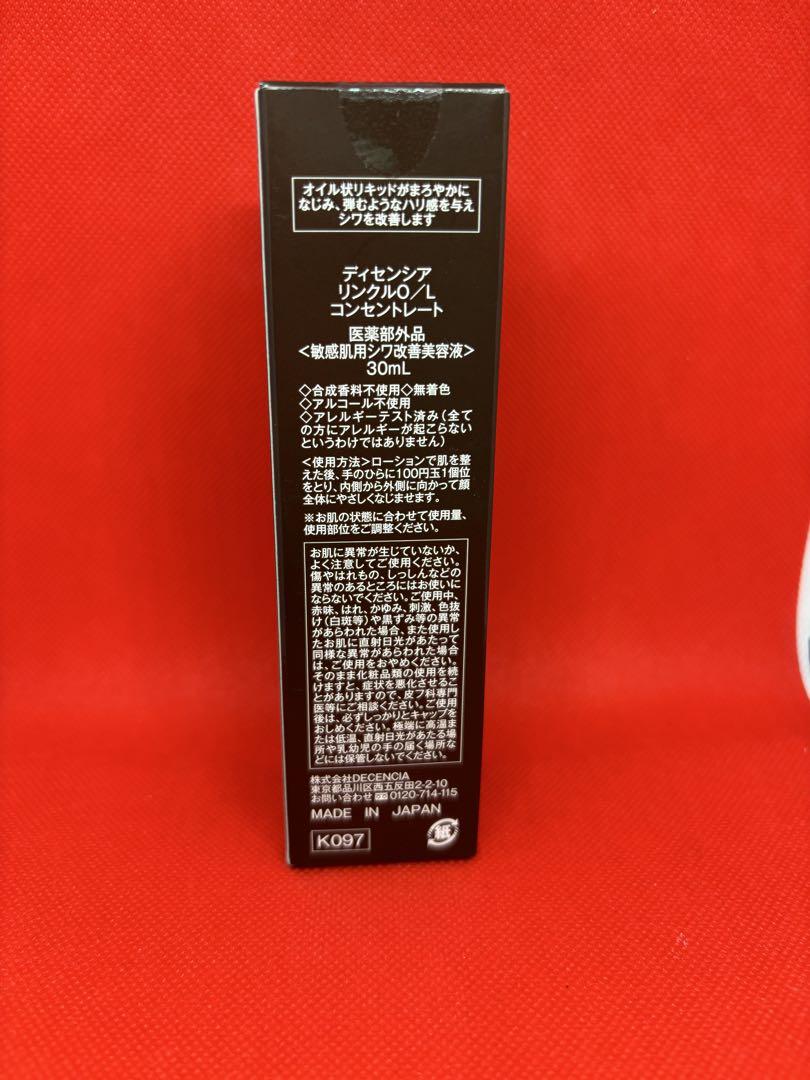 オイル状リキッドがまろやかに
なじみ、弾むようなハリ感を与え
シワを改善します
ディセンシア
リンクルO/L
コンセントレート
医薬部外品
<敏感肌用シワ改善美容液>
30mL
◇合成香料不使用◇無着色
◇アルコール不使用
◇アレルギーテスト済み(全て
の方にアレルギーが起こらない
というわけではありません)
<使用方法>ローションで肌を整
えた後、手のひらに100円玉1個位
をとり、内側から外側に向かって顔
全体にやさしくなじませます。
※お肌の状態に合わせて使用量、
使用部位をご調整ください。
お肌に異常が生じていないか、
よく注意してご使用ください。
傷やはれもの、しっしんなどの
異常のあるところにはお使いに
ならないでください。ご使用中、
赤味、はれ、かゆみ、刺激、色抜
け(白斑等)や黒ずみ等の異常
があらわれた場合、また使用し
たお肌に直射日光があたって
同様な異常があらわれた場合
は、ご使用をおやめください。
そのまま化粧品類の使用を続
けますと、症状を悪化させるこ
とがありますので、皮フ科専門
医等にご相談ください。ご使用
後は、必ずしっかりとキャップを
おしめください。極端に高温ま
たは低温、直射日光があたる場
所や乳幼児の手の届く場所な
どには保管しないでください。
株式会社DECENCIA
東京都品川区西五反田2-2-10
お問い合わせ 0120-714-115
MADE IN JAPAN
K097
紙